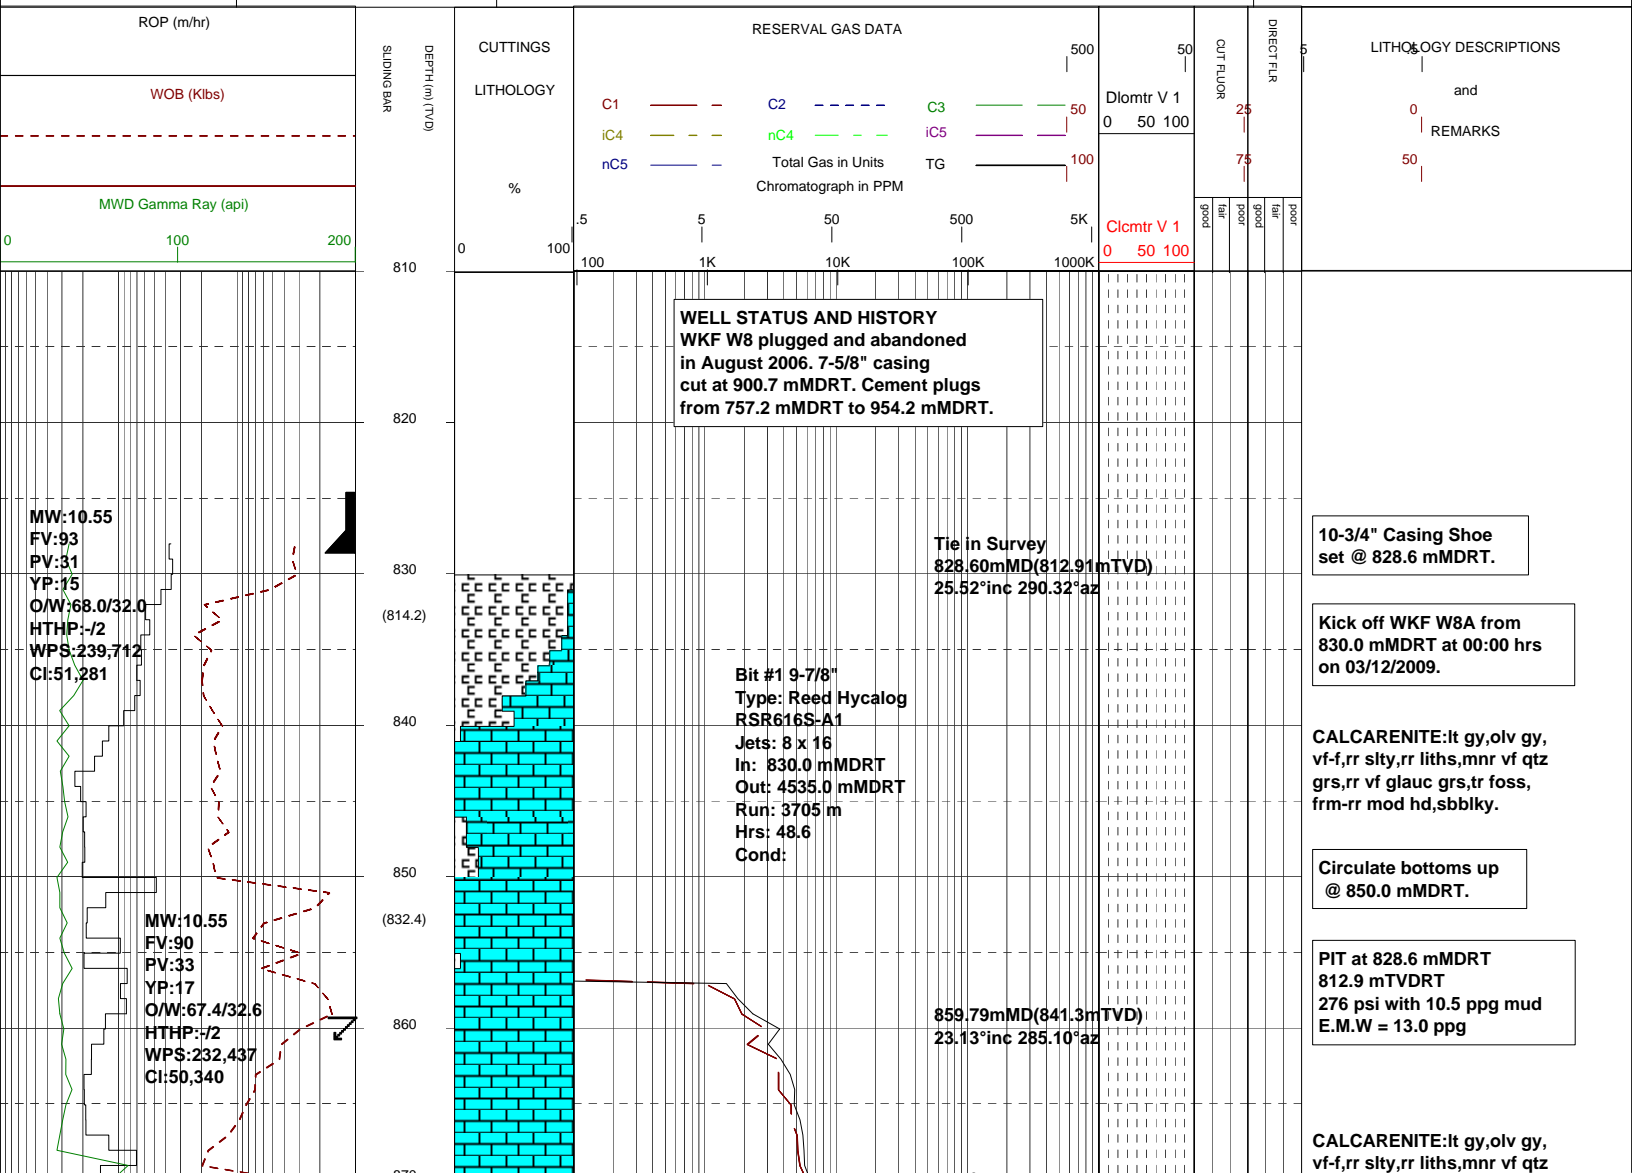 ROP (m/hr)
WOB (Klbs)
MWD Gamma Ray (api)
0 100 200
SLIDING BAR
DEPTH (m) (TVD)
CUTTINGS
LITHOLOGY
%
0 100
RESERVAL GAS DATA
500
C1 C2 C3 50
iC4 nC4 iC5
nC5 Total Gas in Units TG 100
Chromatograph in PPM
.5 5 50 500 5K
100 1K 10K 100K 1000K
50
Dlomtr V 1
0 50 100
Clcmtr V 1
0 50 100
CUT FLUOR
DIRECT FLR
25
75
good
fair
poor
good
fair
poor
5 .5
LITHOLOGY DESCRIPTIONS
and
0
REMARKS
50
810
WELL STATUS AND HISTORY
WKF W8 plugged and abandoned
in August 2006. 7-5/8" casing
cut at 900.7 mMDRT. Cement plugs
from 757.2 mMDRT to 954.2 mMDRT.
820
MW:10.55
FV:93
PV:31
YP:15
O/W:68.0/32.0
HTHP:-/2
WPS:239,712
Cl:51,281
830
(814.2)
Tie in Survey
828.60mMD(812.91mTVD)
25.52°inc 290.32°az
10-3/4" Casing Shoe
set @ 828.6 mMDRT.
Kick off WKF W8A from
830.0 mMDRT at 00:00 hrs
on 03/12/2009.
Bit #1 9-7/8"
Type: Reed Hycalog
RSR616S-A1
Jets: 8 x 16
In: 830.0 mMDRT
Out: 4535.0 mMDRT
Run: 3705 m
Hrs: 48.6
Cond:
840
CALCARENITE:lt gy,olv gy,
vf-f,rr slty,rr liths,mnr vf qtz
grs,rr vf glauc grs,tr foss,
frm-rr mod hd,sbblky.
850
(832.4)
Circulate bottoms up
@ 850.0 mMDRT.
MW:10.55
FV:90
PV:33
YP:17
O/W:67.4/32.6
HTHP:-/2
WPS:232,437
Cl:50,340
860
859.79mMD(841.3mTVD)
23.13°inc 285.10°az
PIT at 828.6 mMDRT
812.9 mTVDRT
276 psi with 10.5 ppg mud
E.M.W = 13.0 ppg
CALCARENITE:lt gy,olv gy,
vf-f,rr slty,rr liths,mnr vf qtz
870